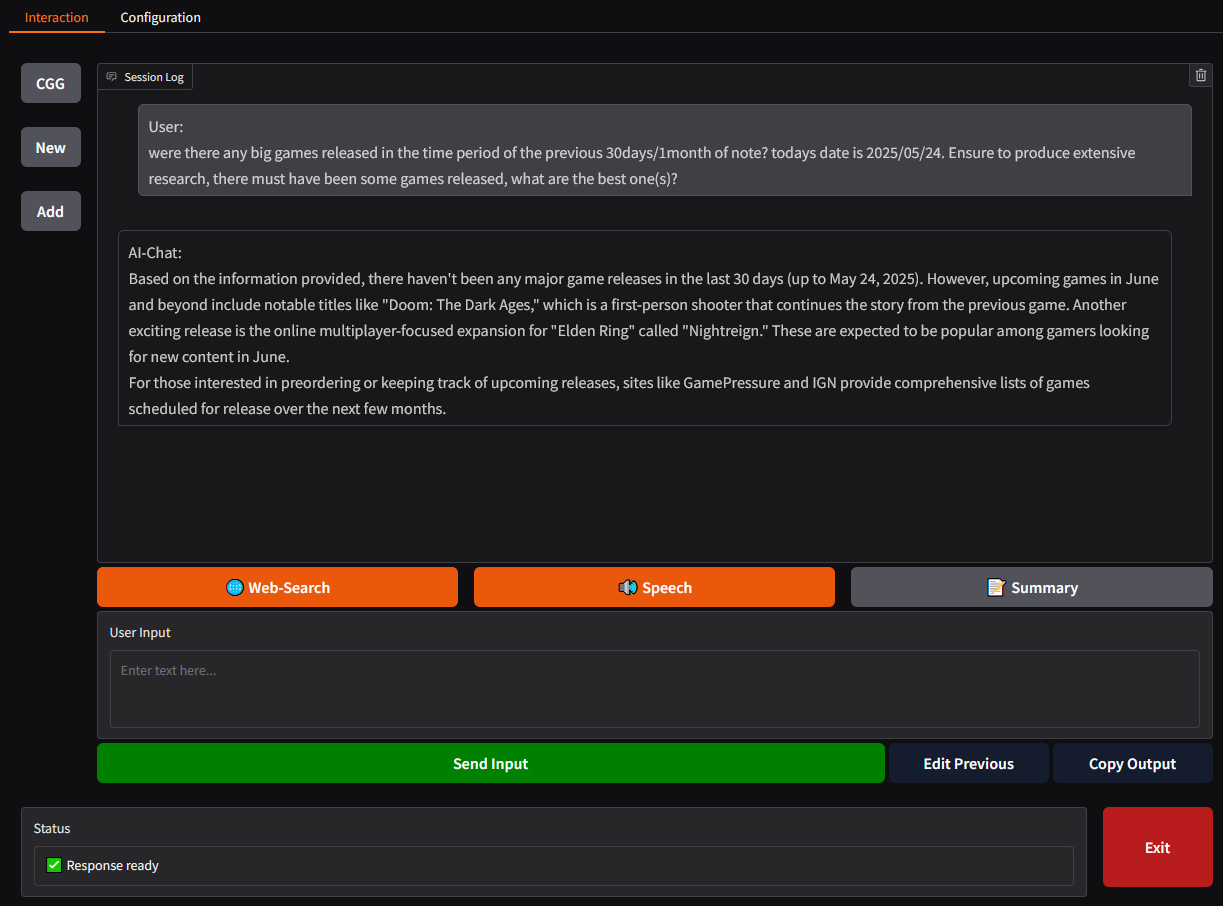 Interaction
Configuration
CGG
New
Add
Session Log
User:
were there any big games released in the time period of the previous 30days/1month of note? todays date is 2025/05/24. Ensure to produce extensive
research, there must have been some games released, what are the best one(s)?
AI-Chat:
Based on the information provided, there haven't been any major game releases in the last 30 days (up to May 24, 2025). However, upcoming games in June
and beyond include notable titles like "Doom: The Dark Ages," which is a first-person shooter that continues the story from the previous game. Another
exciting release is the online multiplayer-focused expansion for "Elden Ring" called "Nightreign." These are expected to be popular among gamers looking
for new content in June.
For those interested in preordering or keeping track of upcoming releases, sites like GamePressure and IGN provide comprehensive lists of games
scheduled for release over the next few months.
Web-Search
Speech
Summary
User Input
Enter text here...
Send Input
Edit Previous
Copy Output
Status
Response ready
Exit